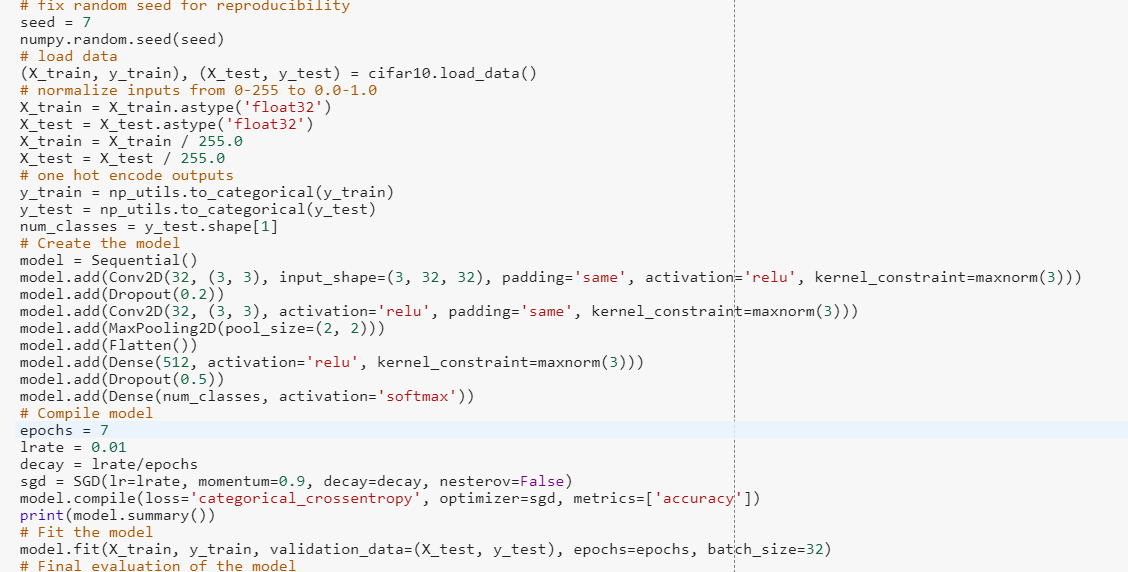 # fix random seed for reproducibility
seed = 7
numpy.random.seed(seed)
# load data
(X_train, y_train), (X_test, y_test) = cifar10.load_data()
# normalize inputs from 0-255 to 0.0-1.0
X_train = X_train.astype('float32')
X_test = X_test.astype('float32')
X_train = X_train / 255.0
X_test = X_test / 255.0
# one hot encode outputs
y_train = np_utils.to_categorical(y_train)
y_test = np_utils.to_categorical(y_test)
num_classes = y_test.shape[1]
# Create the model
model = Sequential()
model.add(Conv2D(32, (3, 3), input_shape=(3, 32, 32), padding='same', activation='relu', kernel_constraint=maxnorm(3)))
model.add(Dropout(0.2))
model.add(Conv2D(32, (3, 3), activation='relu', padding='same', kernel_constraint=maxnorm(3)))
model.add(MaxPooling2D(pool_size=(2, 2)))
model.add(Flatten())
model.add(Dense(512, activation='relu', kernel_constraint=maxnorm(3)))
model.add(Dropout(0.5))
model.add(Dense(num_classes, activation='softmax'))
# Compile model
epochs = 7
lrate = 0.01
decay = lrate/epochs
sgd = SGD(lr=lrate, momentum=0.9, decay=decay, nesterov=False)
model.compile(loss='categorical_crossentropy', optimizer=sgd, metrics=['accuracy'])
print(model.summary())
# Fit the model
model.fit(X_train, y_train, validation_data=(X_test, y_test), epochs=epochs, batch_size=32)
# Final evaluation of the model